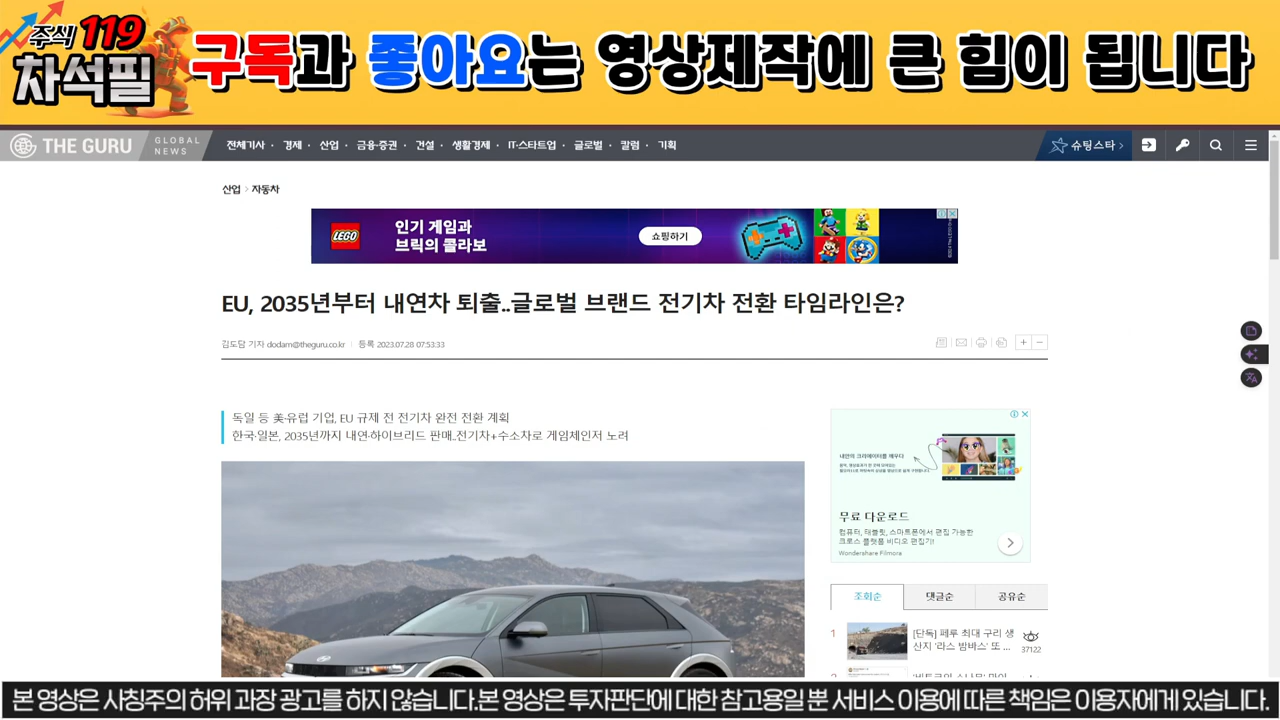 주식 119
차석필
구독과 좋아요는 영상제작에 큰 힘이 됩니다
THE GURU
GLOBAL
NEWS
전체기사 · 경제 · 산업 · 금융·증권 · 건설 · 생활경제 · IT·스타트업 · 글로벌 · 칼럼 · 기획
슈팅스타 >
산업 > 자동차
LEGO
인기 게임과
브릭의 콜라보
쇼핑하기
EU, 2035년부터 내연차 퇴출..글로벌 브랜드 전기차 전환 타임라인은?
김도담 기자 dodam@theguru.co.kr
등록 2023.07.28 07:53:33
독일 등 美·유럽 기업, EU 규제 전 전기차 완전 전환 계획
한국·일본, 2035년까지 내연·하이브리드 판매..전기차+수소차로 게임체인저 노려
내안의 크리에이터를 깨우다
무료 다운로드
컴퓨터, 태블릿, 스마트폰에서 편집 가능한
크로스 플랫폼 비디오 편집기!
Wondershare Filmora
조회순
댓글순
공유순
1
[단독] 페루 최대 구리 생
산지 '라스 밤바스' 또 ...
37122
본 영상은 사칭주의 허위 과장 광고를 하지 않습니다.본 영상은 투자판단에 대한 참고용일 뿐 서비스 이용에 따른 책임은 이용자에게 있습니다.